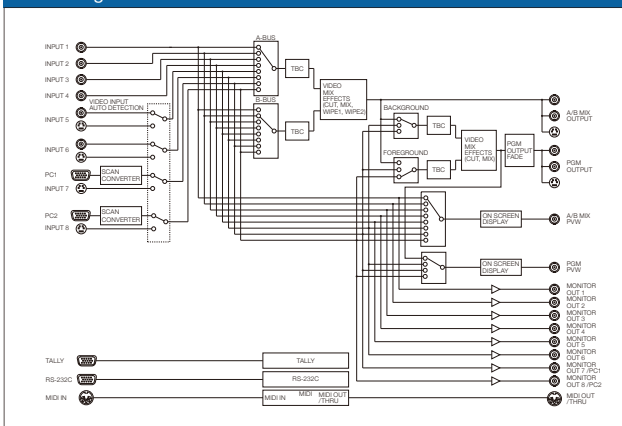 A-BUS
INPUT 1
INPUT 2
INPUT 3
INPUT 4
VIDEO INPUT
AUTO DETECTION
INPUT 5
INPUT 6
PC1
SCAN
CONVERTER
INPUT 7
PC2
SCAN
CONVERTER
INPUT 8
TBC
B-BUS
TBC
VIDEO
MIX
EFFECTS
(CUT, MIX,
WIPE1, WIPE2)
BACKGROUND
TBC
FOREGROUND
TBC
VIDEO
MIX
EFFECTS
(CUT, MIX)
PGM
OUTPUT
FADE
A/B MIX
OUTPUT
PGM
OUTPUT
ON SCREEN
DISPLAY
A/B MIX
PVW
ON SCREEN
DISPLAY
PGM
PVW
MONITOR
OUT 1
MONITOR
OUT 2
MONITOR
OUT 3
MONITOR
OUT 4
MONITOR
OUT 5
MONITOR
OUT 6
MONITOR
OUT 7 /PC1
MONITOR
OUT 8 /PC2
TALLY
TALLY
RS-232C
RS-232C
MIDI IN
MIDI IN
MIDI
MIDI OUT
/THRU
MIDI OUT
/THRU